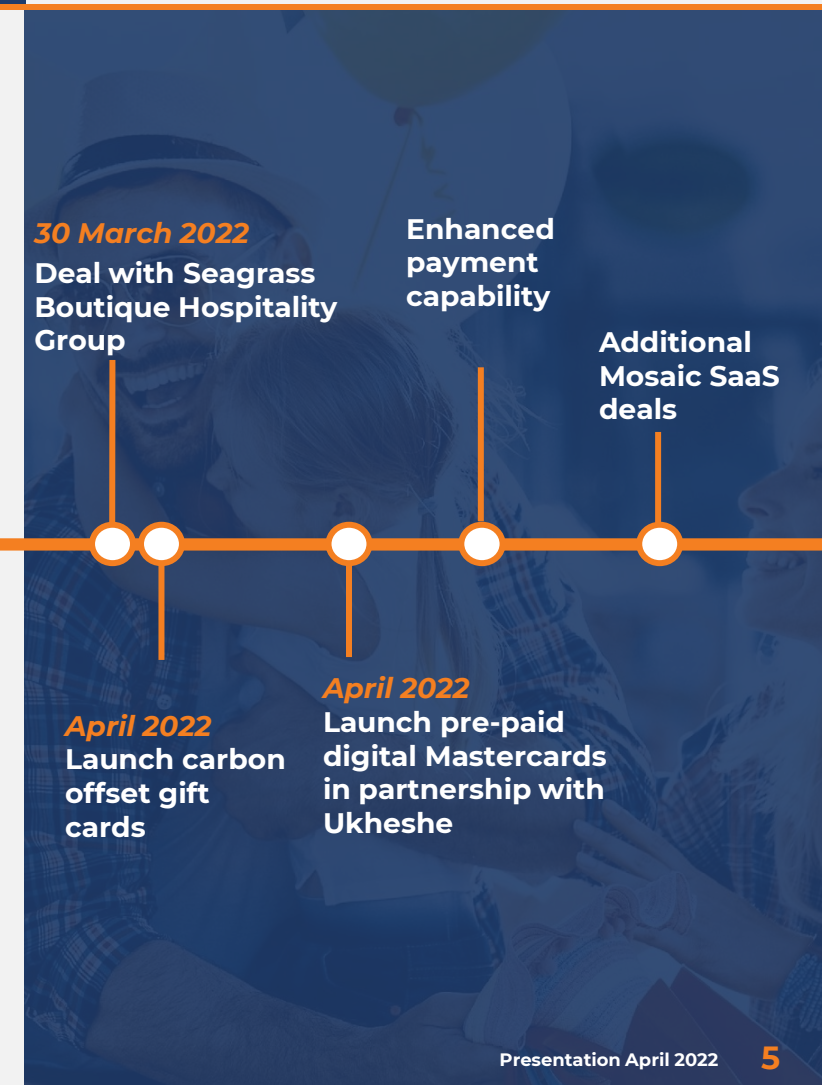 30 March 2022
Deal with Seagrass
Boutique Hospitality
Group
Enhanced
payment
capability
Additional
Mosaic SaaS
deals
April 2022
Launch carbon
offset gift
cards
April 2022
Launch pre-paid
digital Mastercards
in partnership with
Ukheshe
Presentation April 2022 5